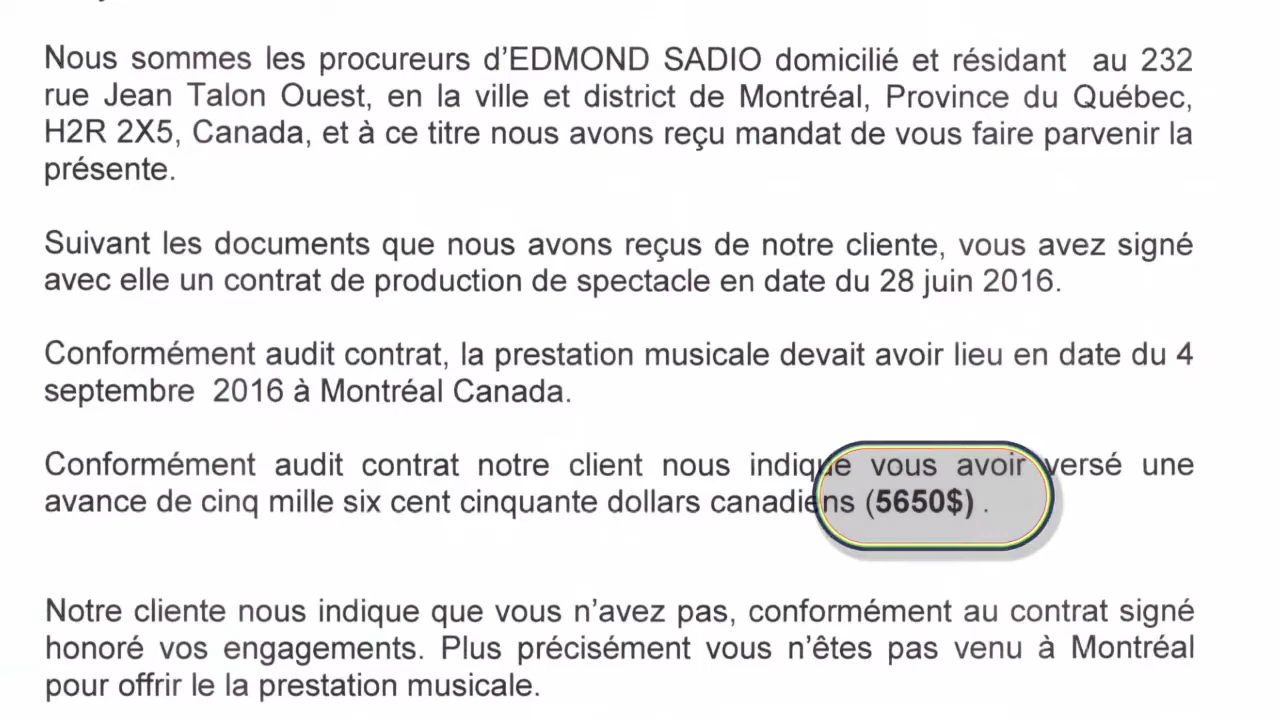 Nous sommes les procureurs d'EDMOND SADIO domicilié et résidant au 232
rue Jean Talon Ouest, en la ville et district de Montréal, Province du Québec,
H2R 2X5, Canada, et à ce titre nous avons reçu mandat de vous faire parvenir la
présente.
Suivant les documents que nous avons reçus de notre cliente, vous avez signé
avec elle un contrat de production de spectacle en date du 28 juin 2016.
Conformément audit contrat, la prestation musicale devait avoir lieu en date du 4
septembre 2016 à Montréal Canada.
Conformément audit contrat notre client nous indique vous avoir versé une
avance de cinq mille six cent cinquante dollars canadiens (5650$) .
Notre cliente nous indique que vous n'avez pas, conformément au contrat signé
honoré vos engagements. Plus précisément vous n'êtes pas venu à Montréal
pour offrir le la prestation musicale.